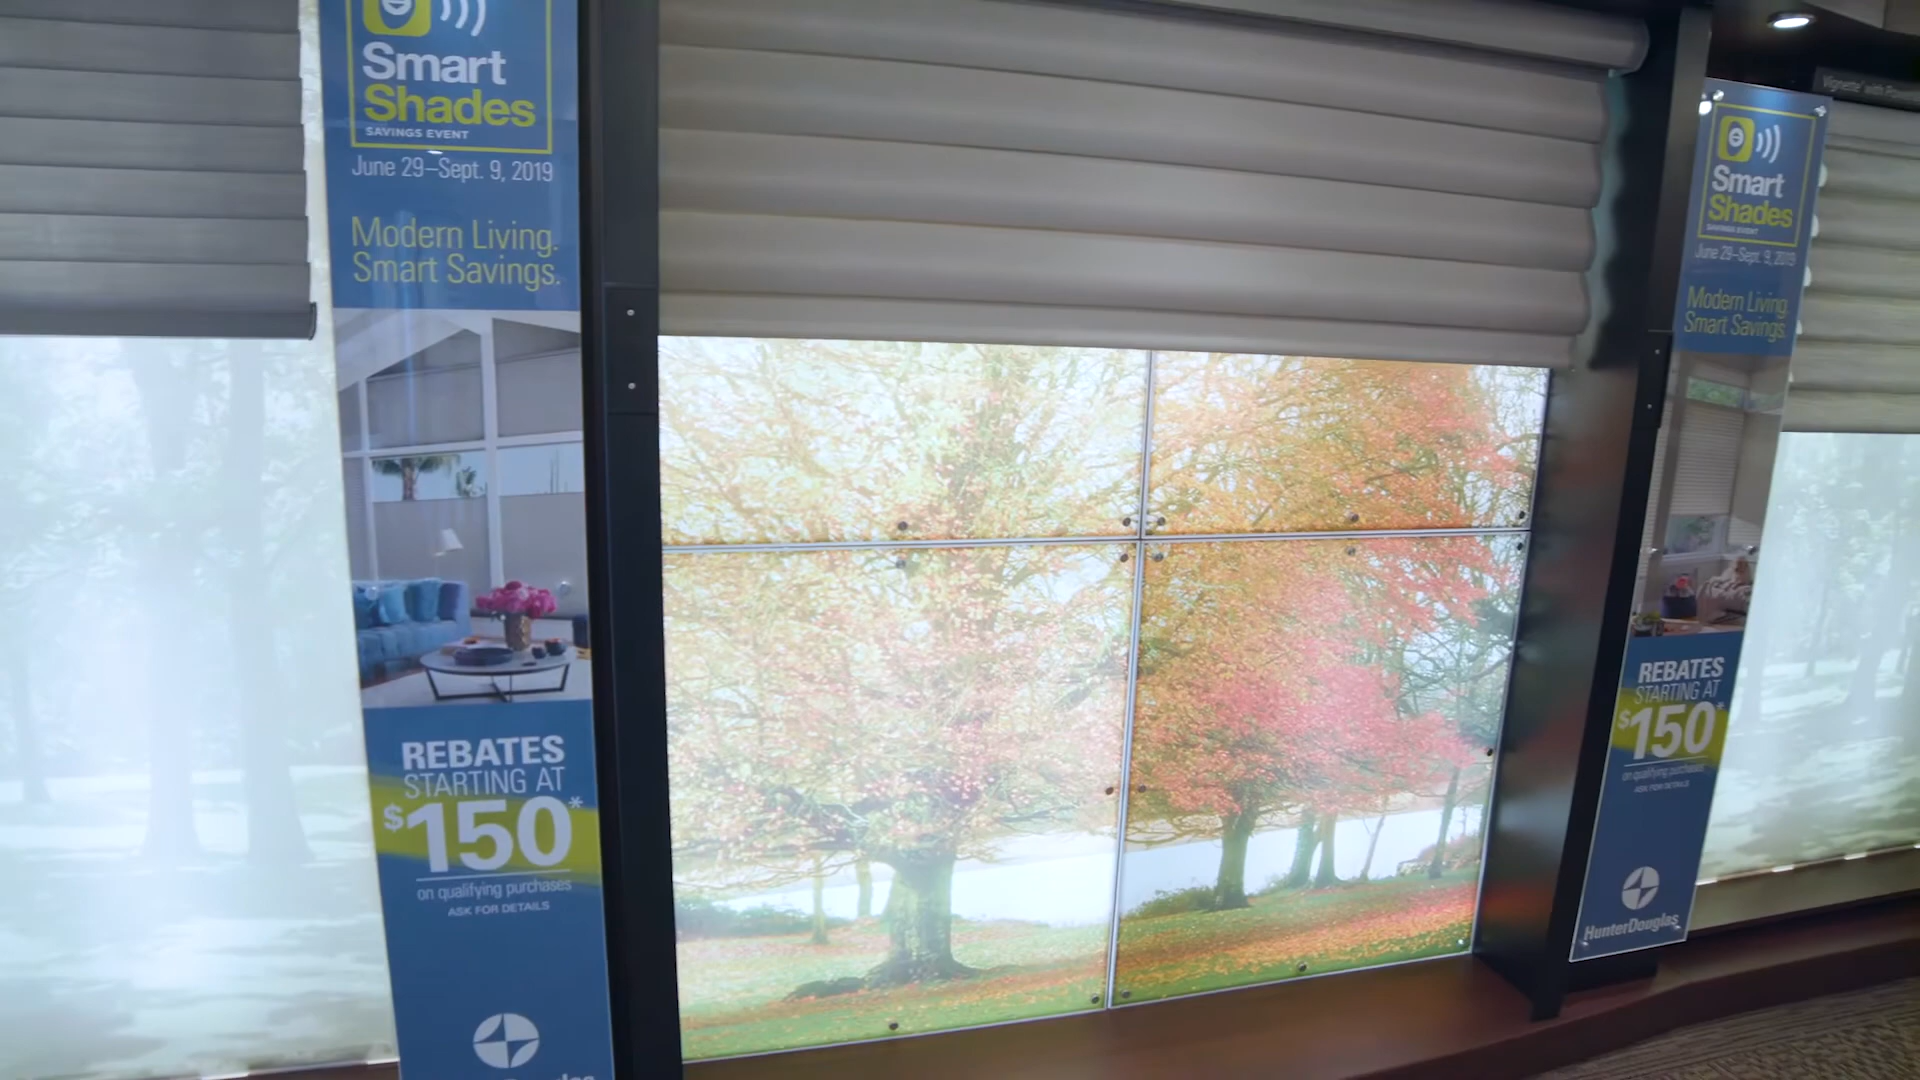 Smart
Shades
SAVINGS EVENT
June 29–Sept. 9, 2019
Modern Living.
Smart Savings.
REBATES
STARTING AT
$150*
on qualifying purchases
ASK FOR DETAILS
Vignette® with
Smart
Shades
SAVINGS EVENT
June 29–Sept. 9, 2019
Modern Living.
Smart Savings.
REBATES
STARTING AT
$150*
on qualifying purchases
ASK FOR DETAILS
HunterDouglas